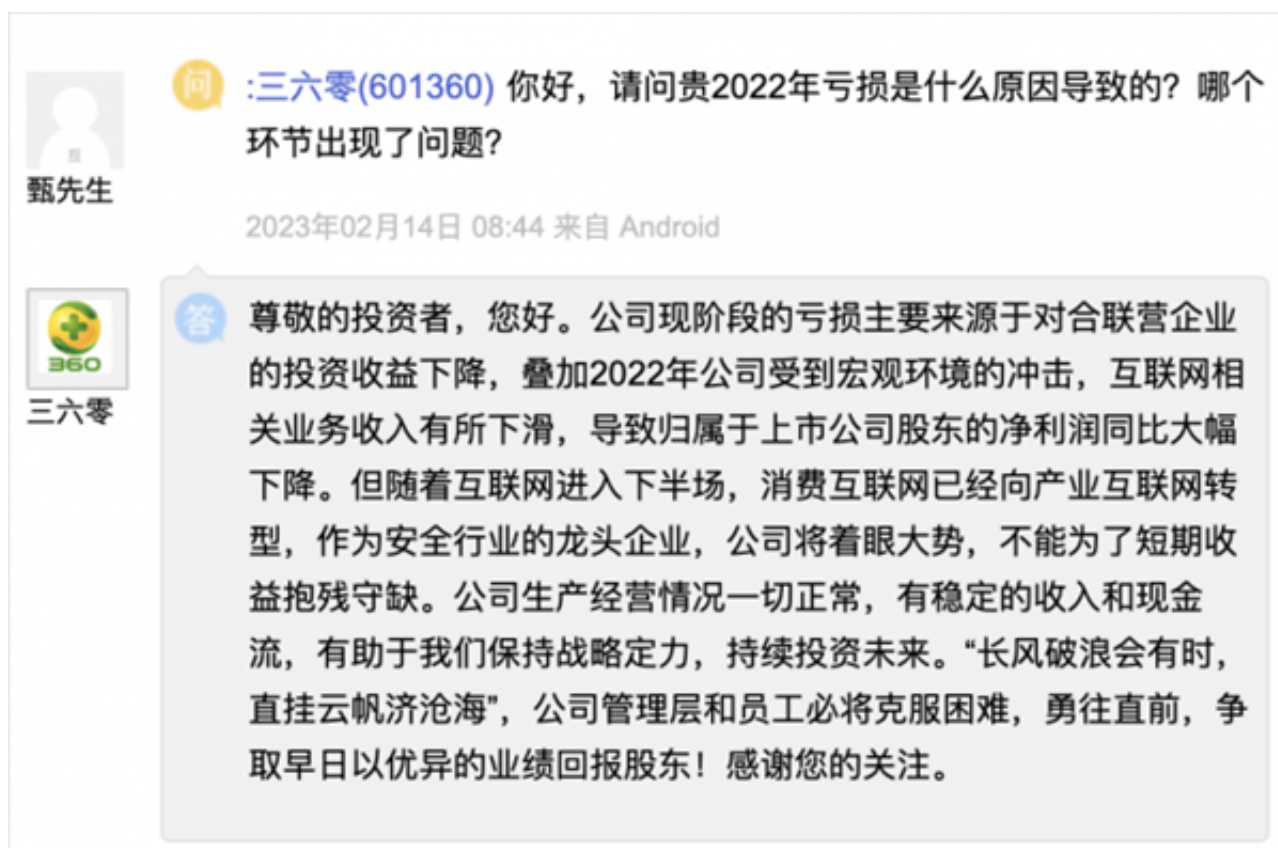 问 :三六零(601360) 你好，请问贵2022年亏损是什么原因导致的？哪个
环节出现了问题？
互
甄先生
2023年02月14日 08:44 来自 Android
答 尊敬的投资者，您好。公司现阶段的亏损主要来源于对合联营企业
的投资收益下降，叠加2022年公司受到宏观环境的冲击，互联网相
关业务收入有所下滑，导致归属于上市公司股东的净利润同比大幅
下降。但随着互联网进入下半场，消费互联网已经向产业互联网转
型，作为安全行业的龙头企业，公司将着眼大势，不能为了短期收
益抱残守缺。公司生产经营情况一切正常，有稳定的收入和现金
流，有助于我们保持战略定力，持续投资未来。“长风破浪会有时，
直挂云帆济沧海”，公司管理层和员工必将克服困难，勇往直前，争
取早日以优异的业绩回报股东！感谢您的关注。
360
三六零